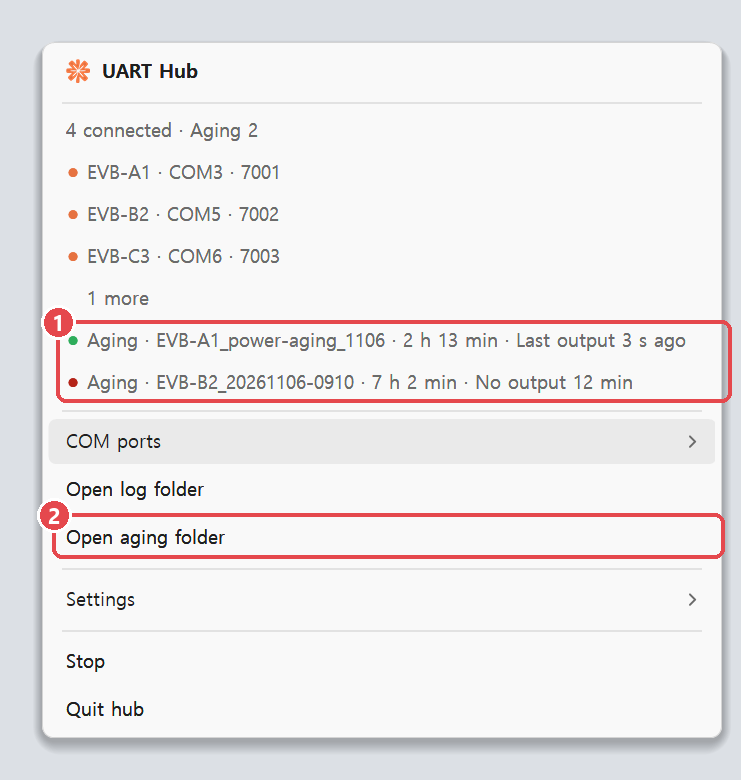 UART Hub
4 connected · Aging 2
EVB-A1 · COM3 · 7001
EVB-B2 · COM5 · 7002
EVB-C3 · COM6 · 7003
1 more
1
Aging · EVB-A1_power-aging_1106 · 2 h 13 min · Last output 3 s ago
Aging · EVB-B2_20261106-0910 · 7 h 2 min · No output 12 min
COM ports
Open log folder
2
Open aging folder
Settings
Stop
Quit hub